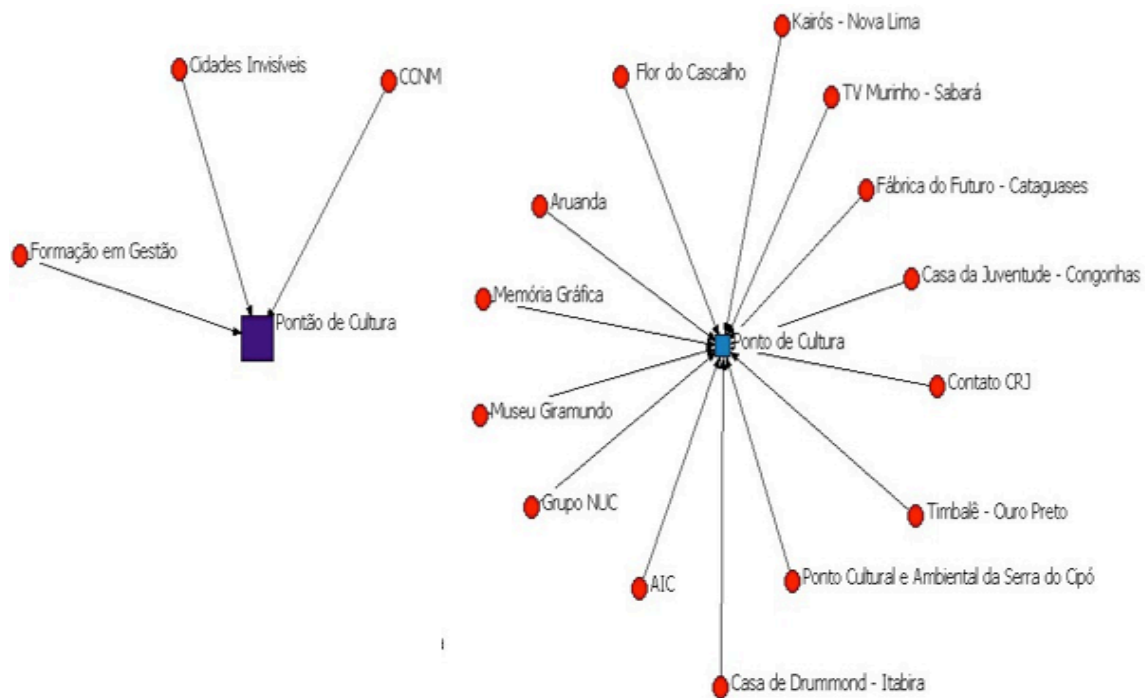 Cidades Invisíveis
CCNM
Formação em Gestão
Pontão de Cultura
Kairós - Nova Lima
Flor do Cascalho
TV Murinho - Sabará
Fábrica do Futuro - Cataguases
Aruanda
Casa da Juventude - Congonhas
Memória Gráfica
Ponto de Cultura
Contato CRJ
Museu Giramundo
Grupo NUC
Timbalê - Ouro Preto
AIC
Ponto Cultural e Ambiental da Serra do Cipó
Casa de Drummond - Itabira